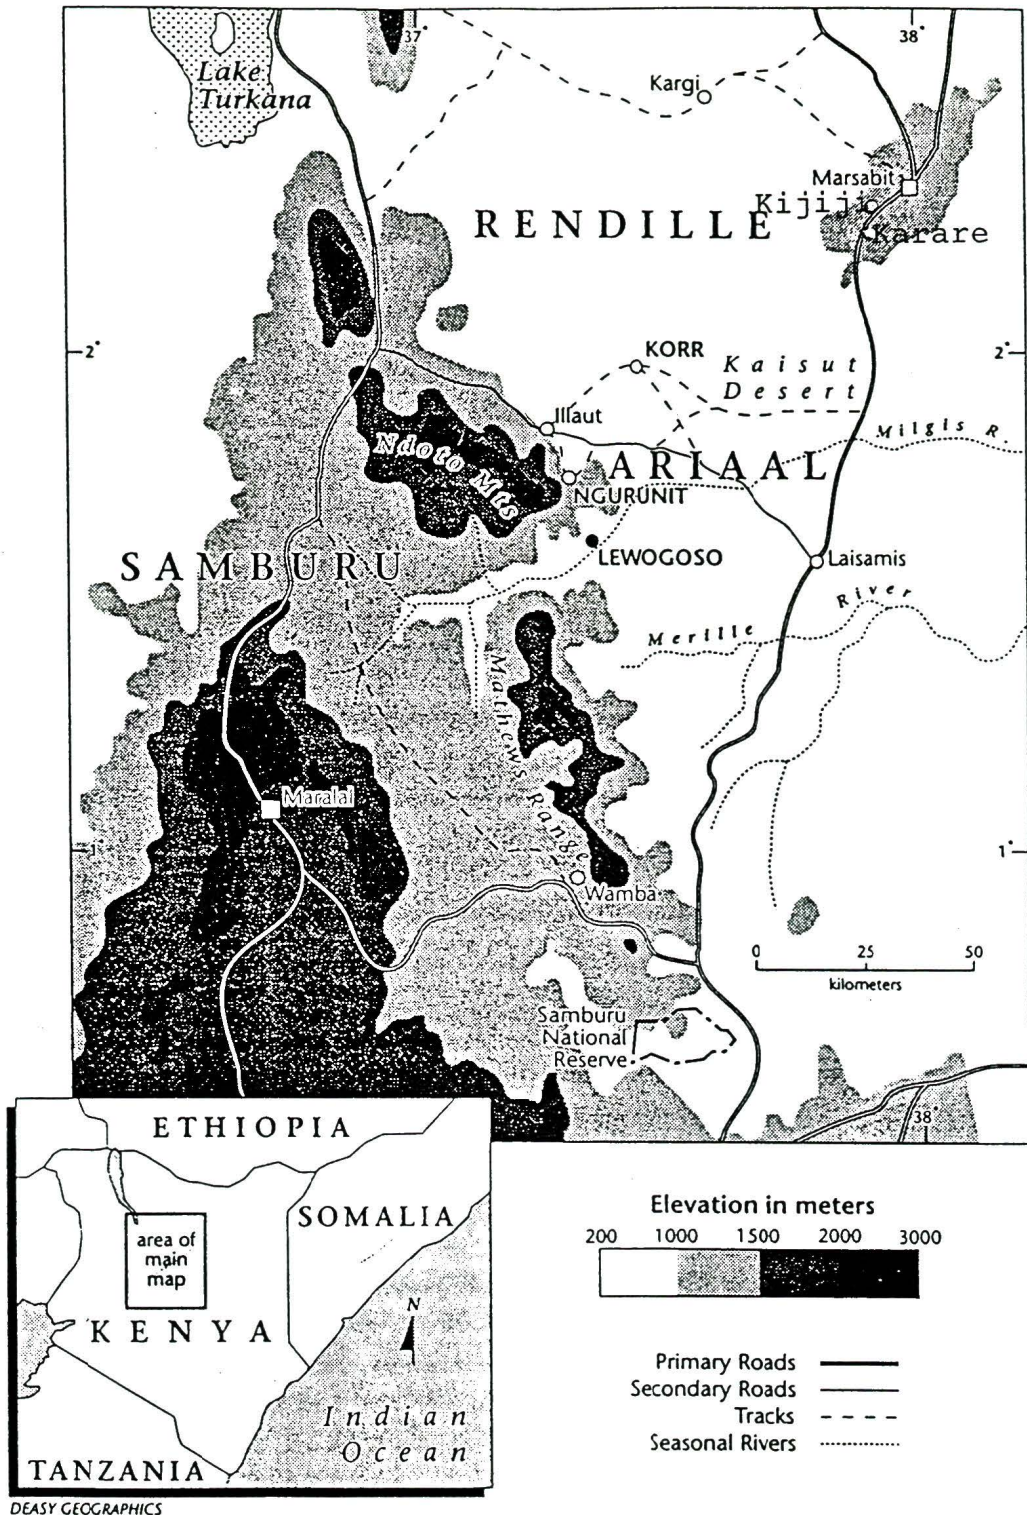 37°
38°
Lake
Turkana
Kargi
Marsabit
Kijiji
RENDILLE
Karare
2°
2°
KORR
Kaisut
Desert
Illaut
Milgis R.
Ndoto Mts
ARIAAL
NGURUNIT
SAMBURU
LEWOGOSO
Laisamis
Merille River
Mathews Range
Maralal
1°
1°
Wamba
0 25 50
kilometers
Samburu
National
Reserve
38°
ETHIOPIA
SOMALIA
area of
main
map
KENYA
N
Indian
Ocean
TANZANIA
DEASY GEOGRAPHICS
Elevation in meters
200 1000 1500 2000 3000
Primary Roads
Secondary Roads
Tracks
Seasonal Rivers